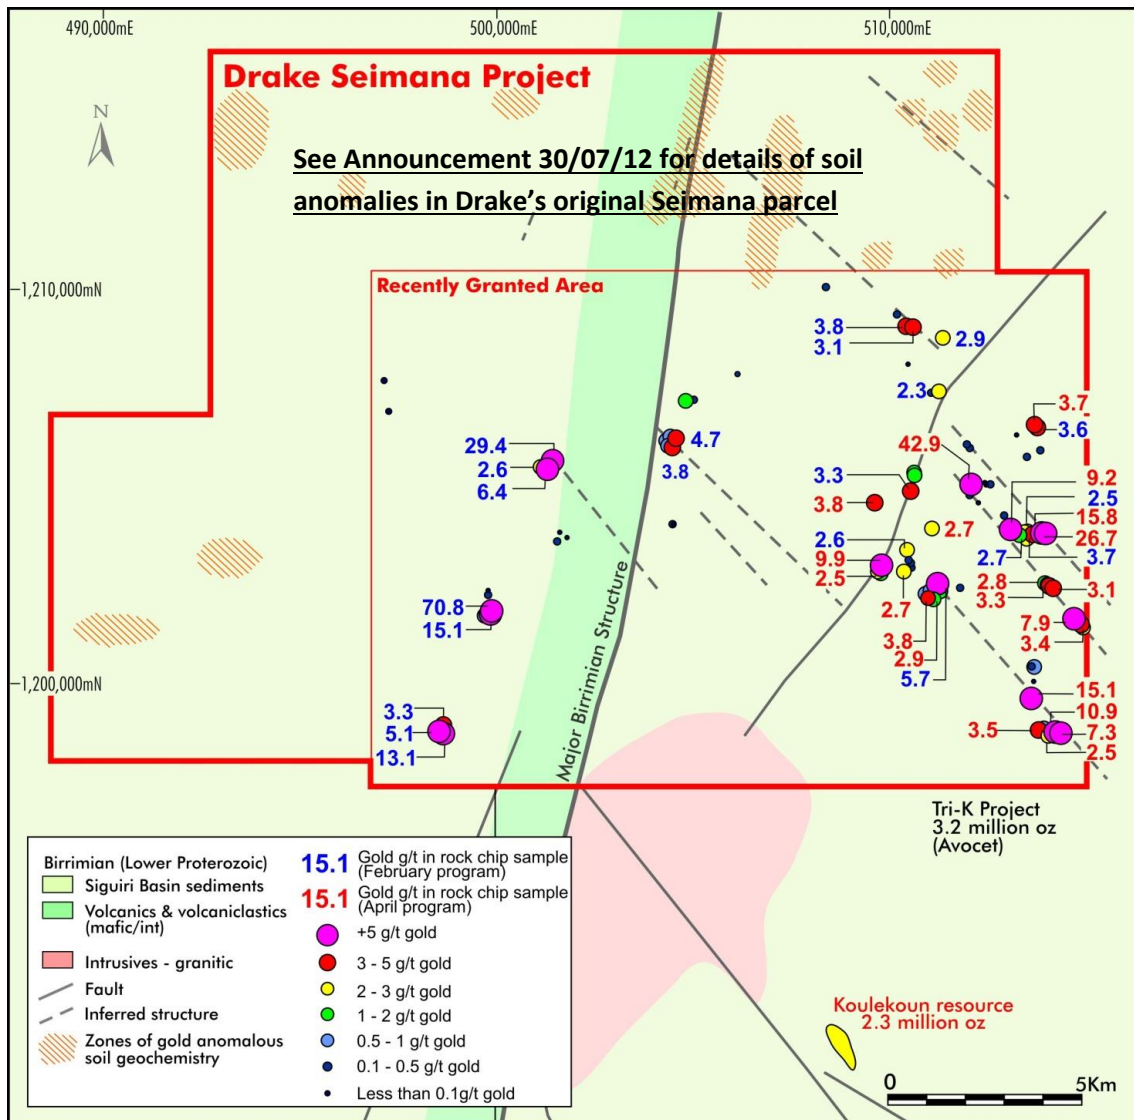 490,000mE
500,000mE
510,000mE
Drake Seimana Project
N
See Announcement 30/07/12 for details of soil
anomalies in Drake's original Seimana parcel
1,210,000mN
Recently Granted Area
3.8
3.1
2.9
2.3
3.7
3.6
29.4
2.6
6.4
4.7
3.8
42.9
3.3
3.8
9.2
2.5
15.8
26.7
2.7
3.7
2.7
2.6
9.9
2.5
2.7
2.8
3.3
3.1
70.8
15.1
3.8
2.9
5.7
7.9
3.4
Major Birrimian Structure
1,200,000mN
3.3
5.1
13.1
15.1
10.9
3.5
7.3
2.5
Tri-K Project
3.2 million oz
(Avocet)
Birrimian (Lower Proterozoic)
Siguiri Basin sediments
Volcanics & volcaniclastics
(mafic/int)
Intrusives - granitic
Fault
Inferred structure
Zones of gold anomalous
soil geochemistry
15.1 Gold g/t in rock chip sample
(February program)
15.1 Gold g/t in rock chip sample
(April program)
+5 g/t gold
3 - 5 g/t gold
2 - 3 g/t gold
1 - 2 g/t gold
0.5 - 1 g/t gold
0.1 - 0.5 g/t gold
Less than 0.1g/t gold
Koulekoun resource
2.3 million oz
0 5Km